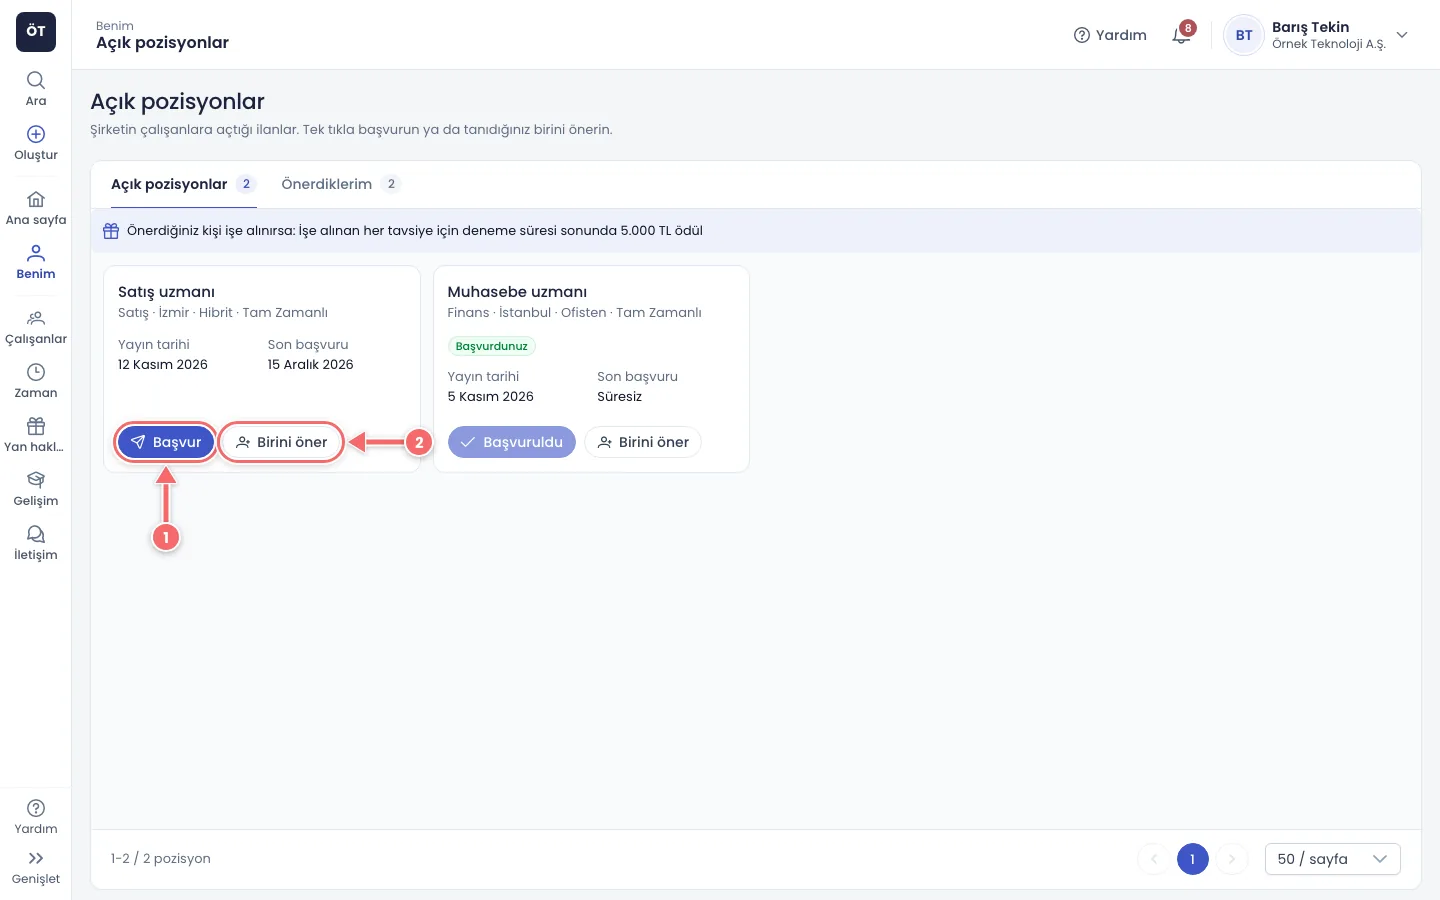 ÖT
Ara
Oluştur
Ana sayfa
Benim
Çalışanlar
Zaman
Yan hakl...
Gelişim
İletişim
Yardım
Genişlet
Benim
Açık pozisyonlar
Yardım
8
BT
Barış Tekin
Örnek Teknoloji A.Ş.
Açık pozisyonlar
Şirketin çalışanlara açtığı ilanlar. Tek tıkla başvurun ya da tanıdığınız birini önerin.
Açık pozisyonlar 2
Önerdiklerim 2
Önerdiğiniz kişi işe alınırsa: İşe alınan her tavsiye için deneme süresi sonunda 5.000 TL ödül
Satış uzmanı
Satış · İzmir · Hibrit · Tam Zamanlı
Yayın tarihi
12 Kasım 2026
Son başvuru
15 Aralık 2026
Başvur
Birini öner
2
1
Muhasebe uzmanı
Finans · İstanbul · Ofisten · Tam Zamanlı
Başvurdunuz
Yayın tarihi
5 Kasım 2026
Son başvuru
Süresiz
Başvuruldu
Birini öner
1-2 / 2 pozisyon
1
50 / sayfa